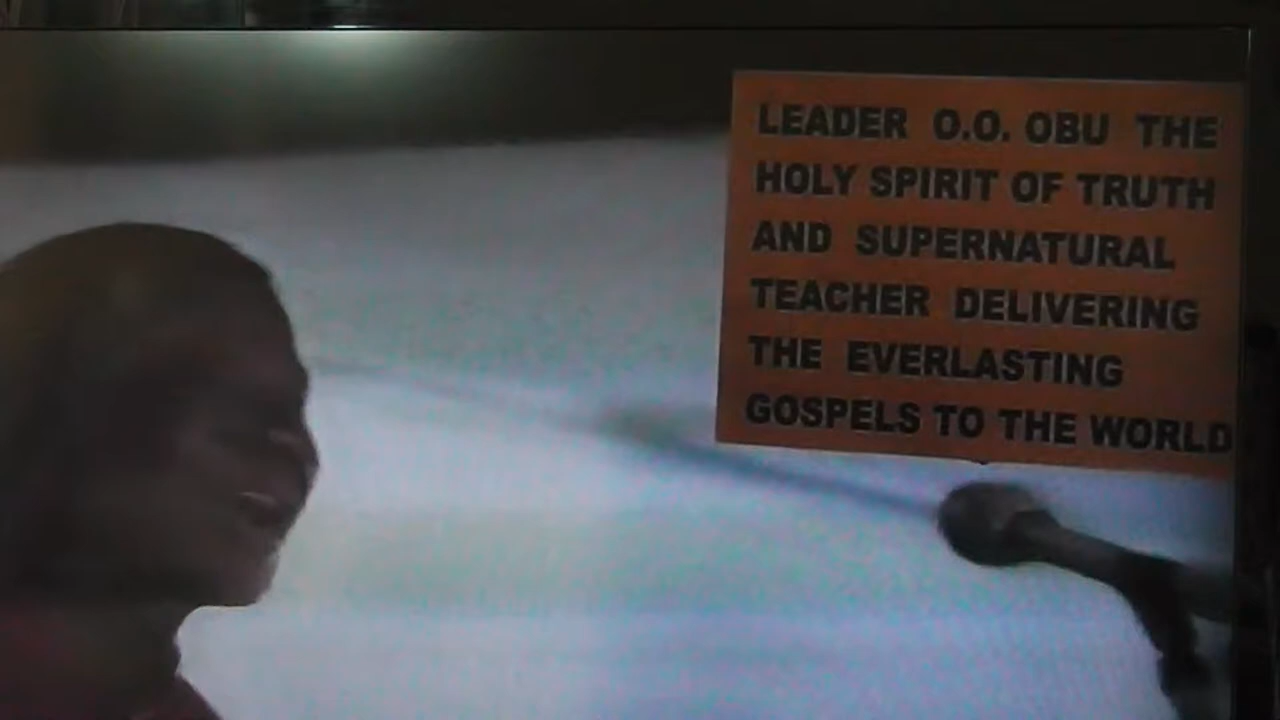 LEADER O.O. OBU THE
HOLY SPIRIT OF TRUTH
AND SUPERNATURAL
TEACHER DELIVERING
THE EVERLASTING
GOSPELS TO THE WORLD